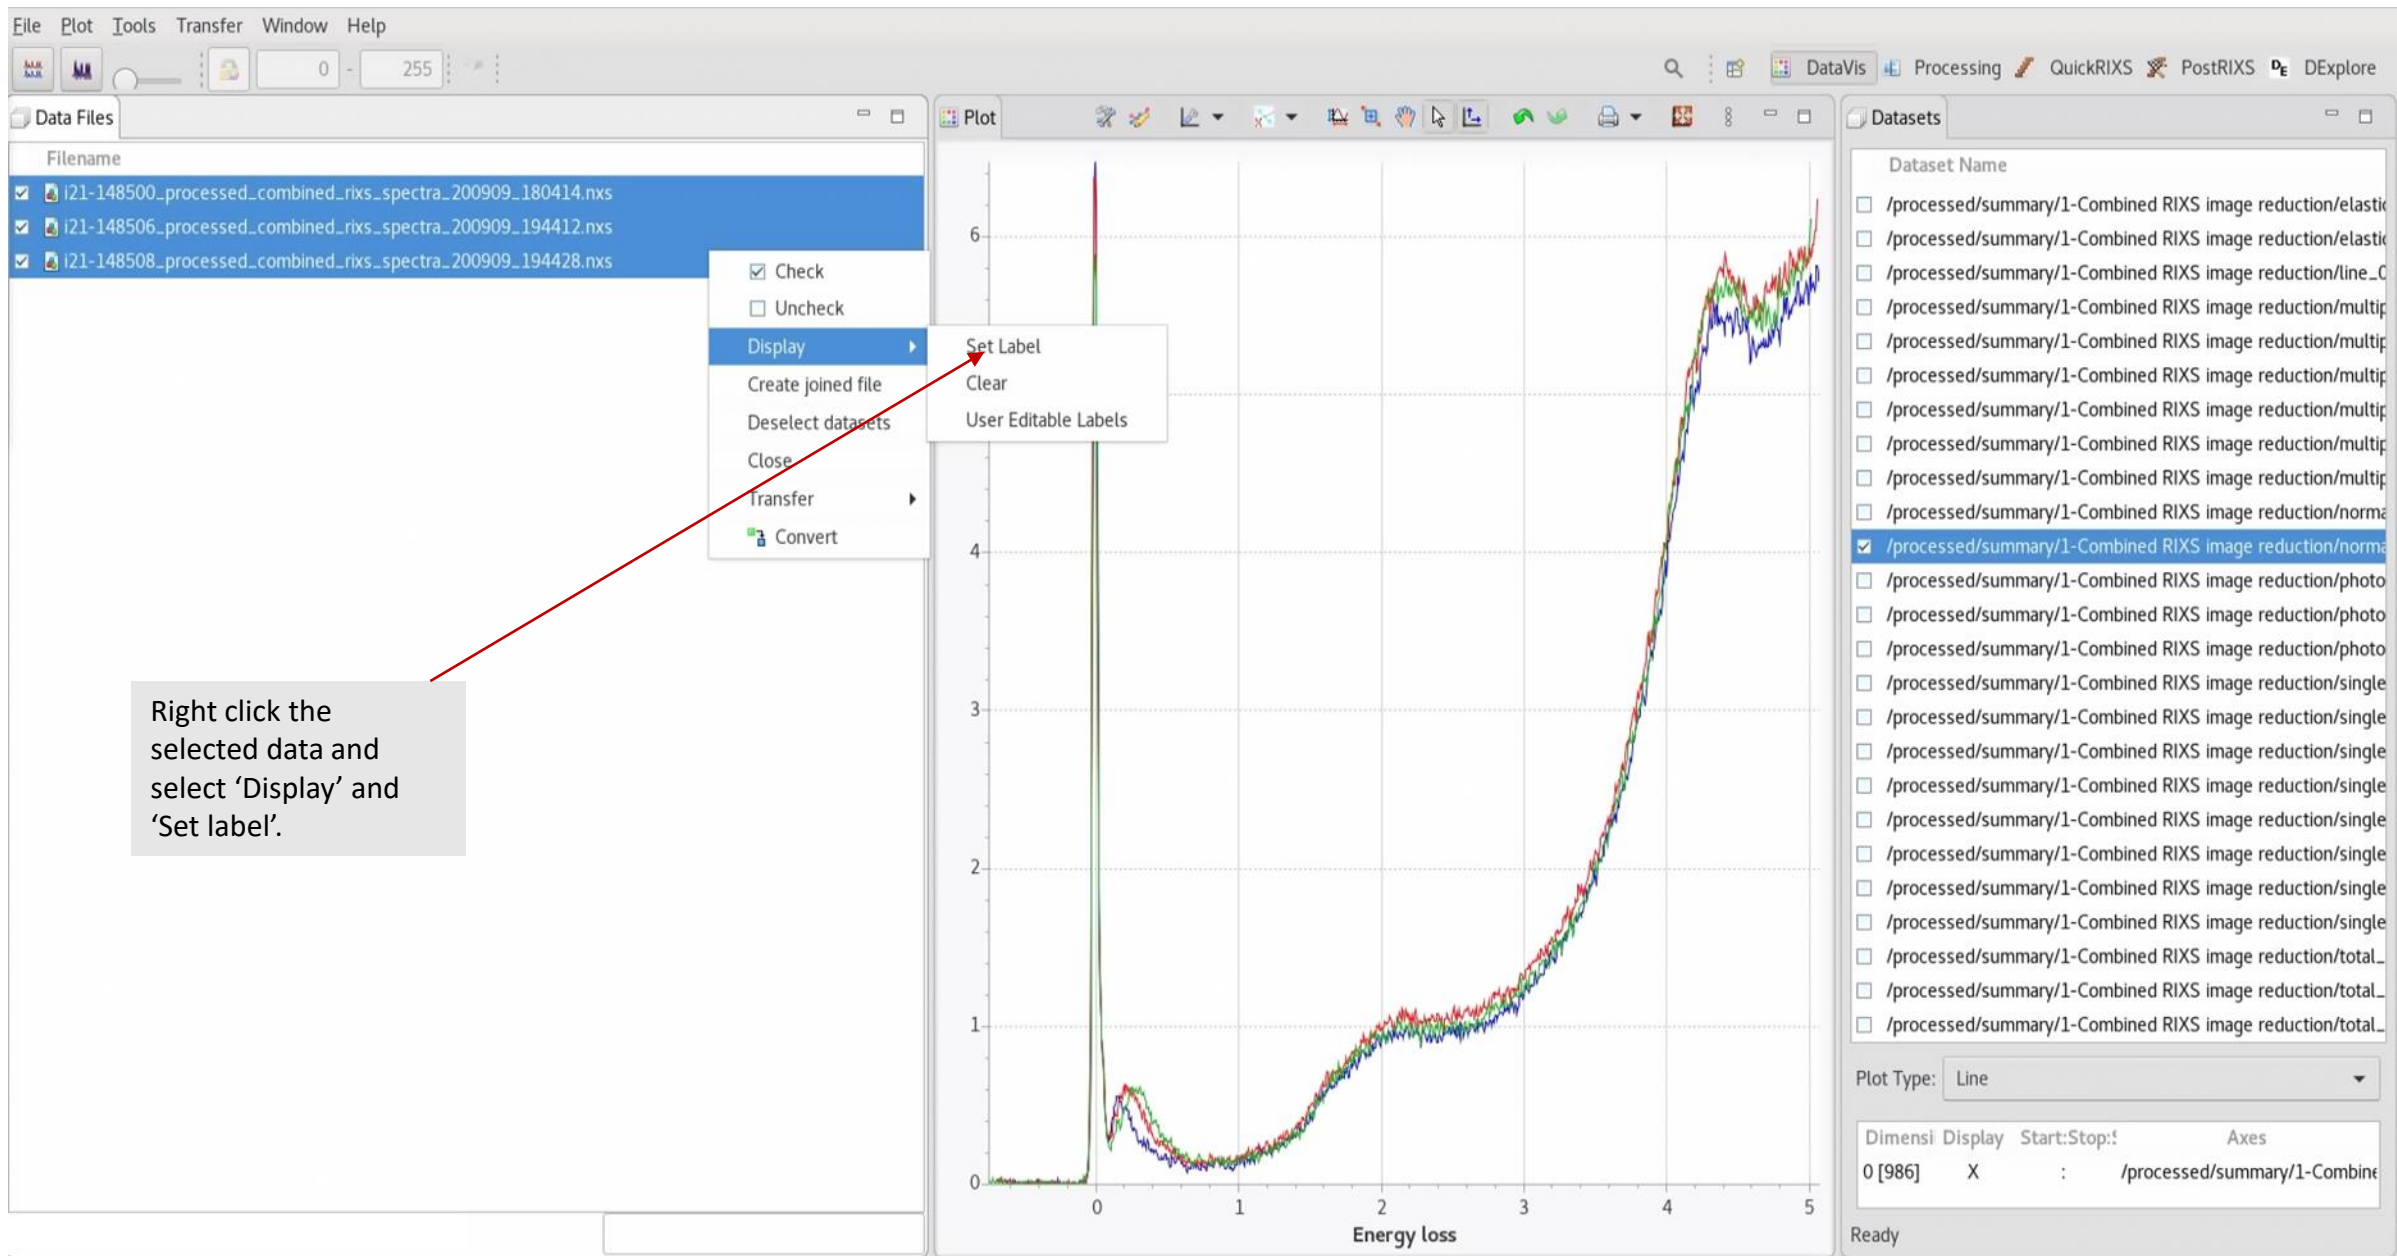 File Plot Tools Transfer Window Help
0 - 255
DataVis Processing QuickRIXS PostRIXS DE DExplore
Data Files
Filename
i21-148500_processed_combined_rixs_spectra_200909_180414.nxs
i21-148506_processed_combined_rixs_spectra_200909_194412.nxs
i21-148508_processed_combined_rixs_spectra_200909_194428.nxs
Check
Uncheck
Display
Create joined file
Deselect datasets
Close
Transfer
Convert
Set Label
Clear
User Editable Labels
Right click the
selected data and
select ‘Display’ and
‘Set label’.
Plot
6
4
3
2
1
0
0 1 2 3 4 5
Energy loss
Datasets
Dataset Name
/processed/summary/1-Combined RIXS image reduction/elastic
/processed/summary/1-Combined RIXS image reduction/elastic
/processed/summary/1-Combined RIXS image reduction/line_0
/processed/summary/1-Combined RIXS image reduction/multip
/processed/summary/1-Combined RIXS image reduction/multip
/processed/summary/1-Combined RIXS image reduction/multip
/processed/summary/1-Combined RIXS image reduction/multip
/processed/summary/1-Combined RIXS image reduction/multip
/processed/summary/1-Combined RIXS image reduction/multip
/processed/summary/1-Combined RIXS image reduction/norma
/processed/summary/1-Combined RIXS image reduction/norma
/processed/summary/1-Combined RIXS image reduction/photo
/processed/summary/1-Combined RIXS image reduction/photo
/processed/summary/1-Combined RIXS image reduction/photo
/processed/summary/1-Combined RIXS image reduction/single
/processed/summary/1-Combined RIXS image reduction/single
/processed/summary/1-Combined RIXS image reduction/single
/processed/summary/1-Combined RIXS image reduction/single
/processed/summary/1-Combined RIXS image reduction/single
/processed/summary/1-Combined RIXS image reduction/single
/processed/summary/1-Combined RIXS image reduction/single
/processed/summary/1-Combined RIXS image reduction/single
/processed/summary/1-Combined RIXS image reduction/total_
/processed/summary/1-Combined RIXS image reduction/total_
/processed/summary/1-Combined RIXS image reduction/total_
Plot Type: Line
Dimensi Display Start:Stop: Axes
0 [986] X : /processed/summary/1-Combine
Ready